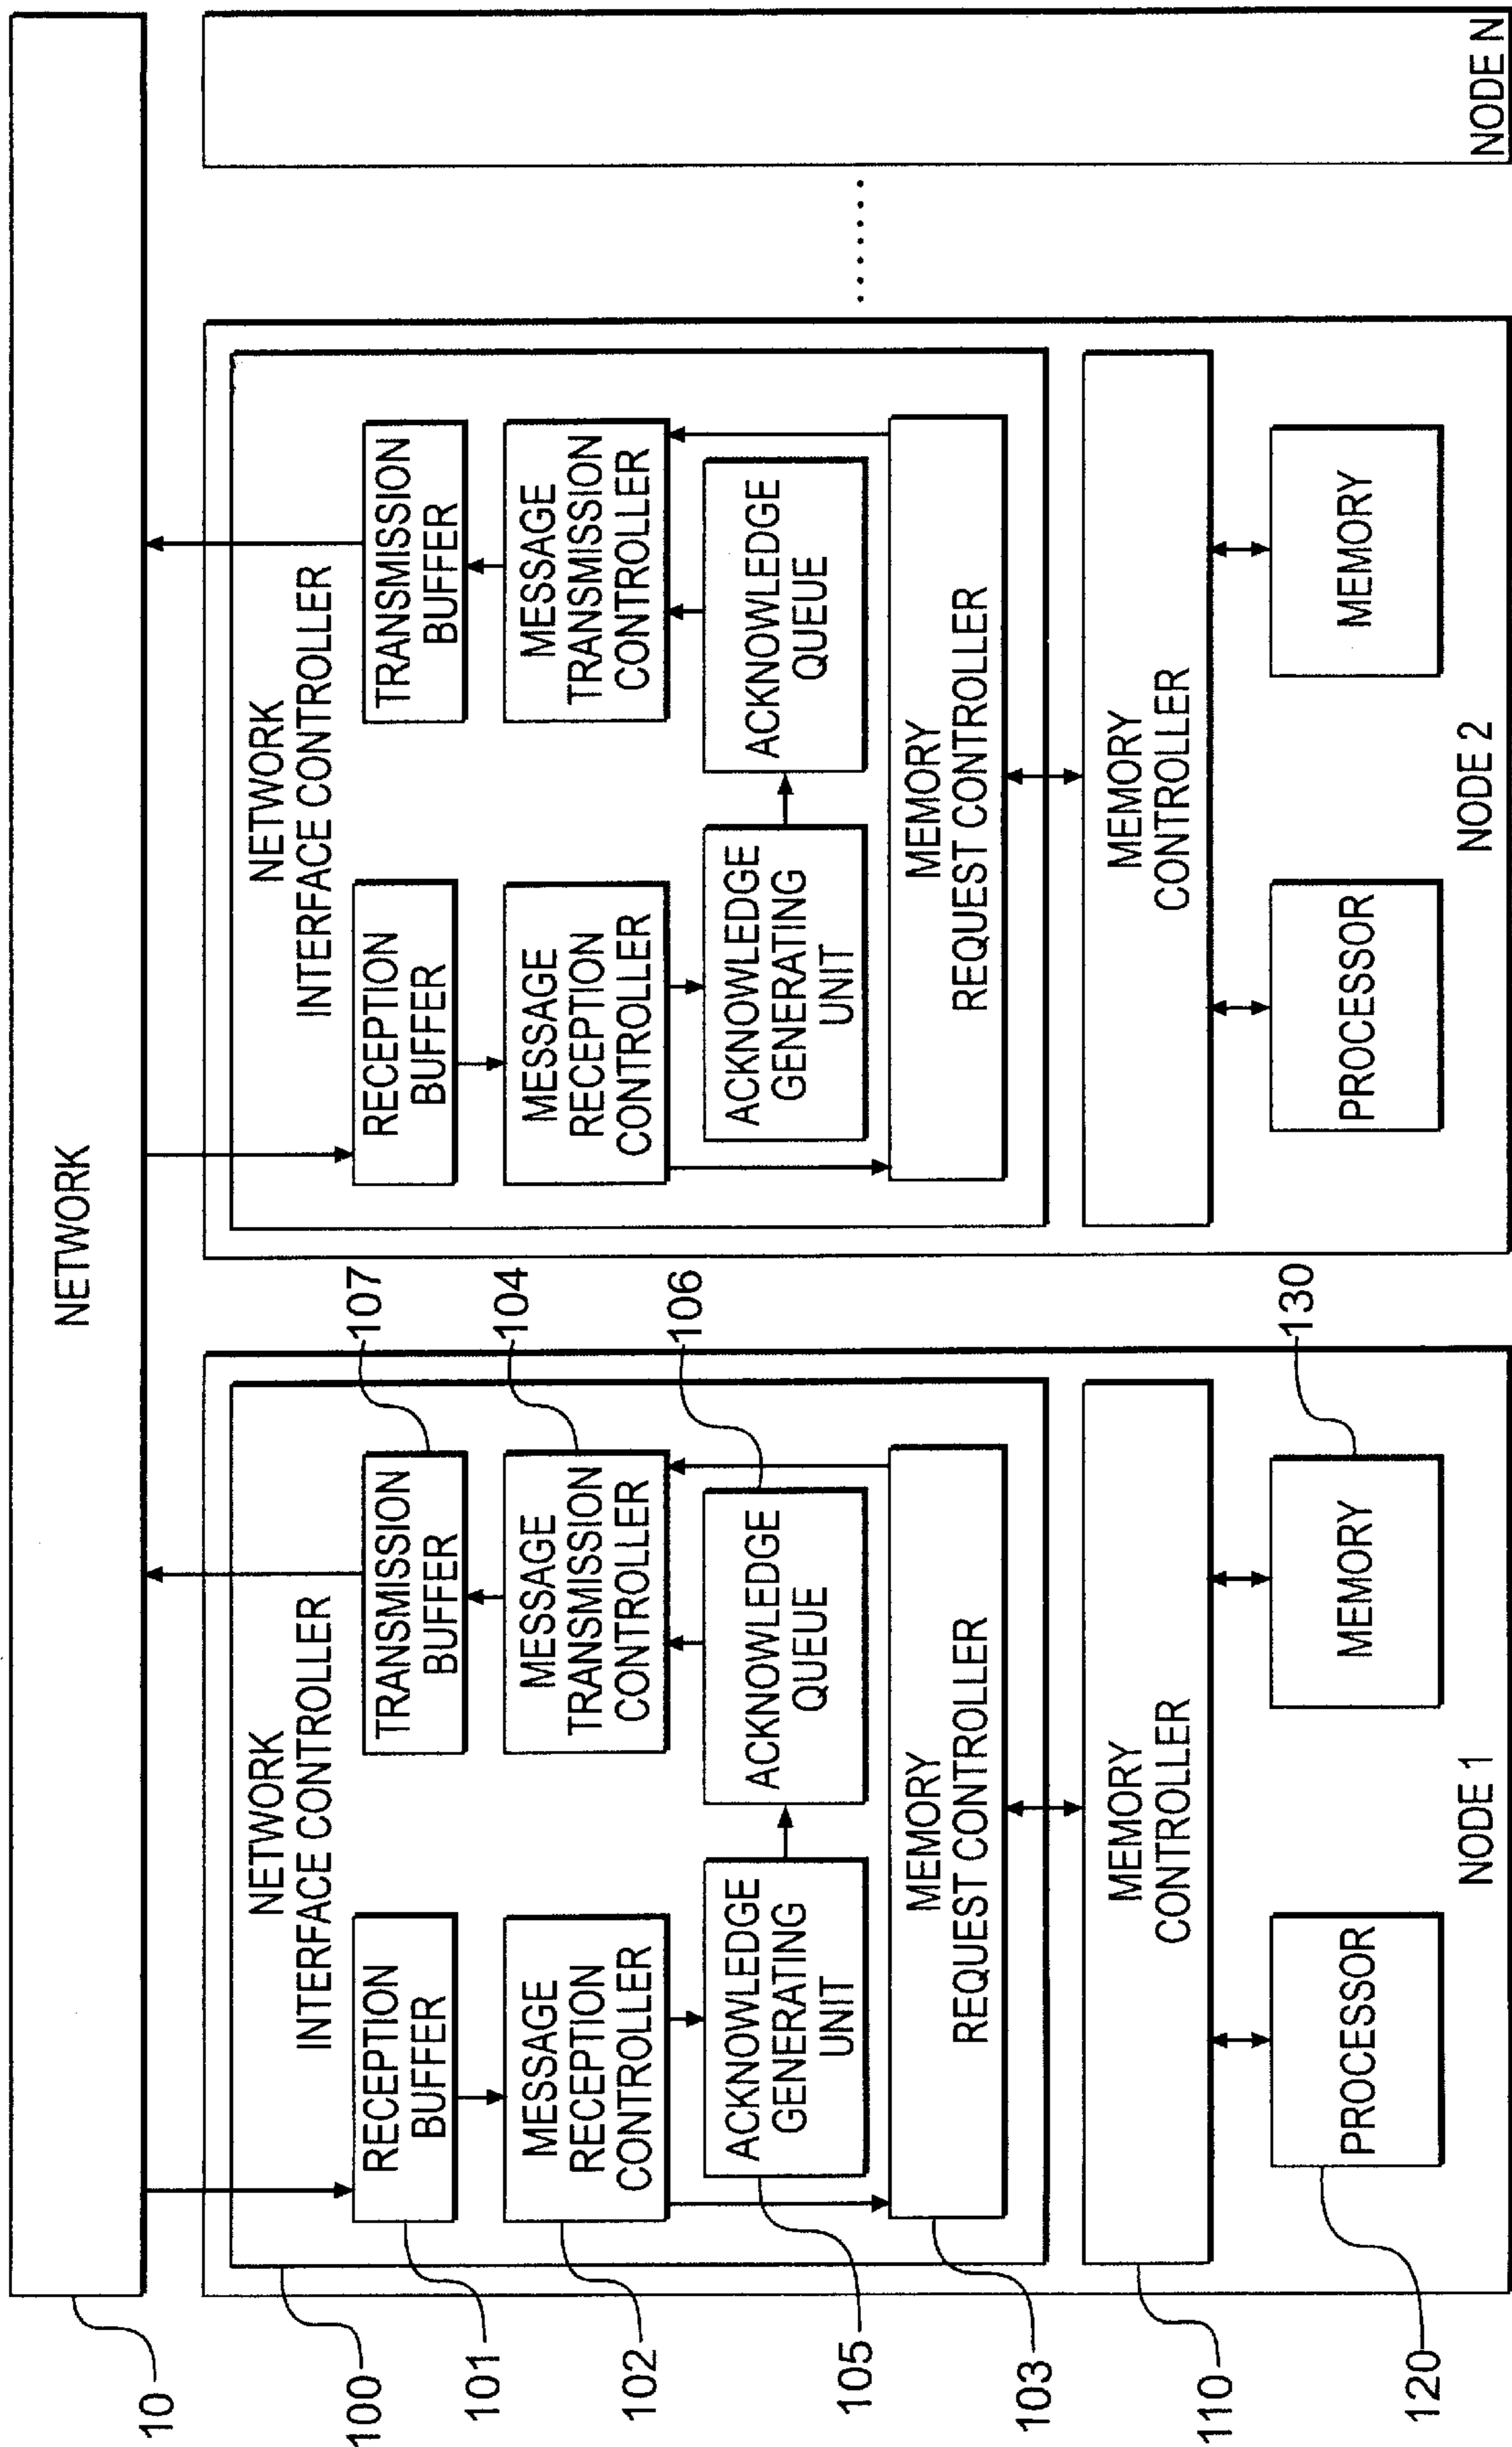 NETWORK
10
100
NETWORK
INTERFACE CONTROLLER
101
RECEPTION
BUFFER
TRANSMISSION
BUFFER
107
102
MESSAGE
RECEPTION
CONTROLLER
MESSAGE
TRANSMISSION
CONTROLLER
104
105
ACKNOWLEDGE
GENERATING
UNIT
ACKNOWLEDGE
QUEUE
106
103
MEMORY
REQUEST CONTROLLER
110
MEMORY
CONTROLLER
120
PROCESSOR
MEMORY
130
NODE 1
NETWORK
INTERFACE CONTROLLER
RECEPTION
BUFFER
TRANSMISSION
BUFFER
MESSAGE
RECEPTION
CONTROLLER
MESSAGE
TRANSMISSION
CONTROLLER
ACKNOWLEDGE
GENERATING
UNIT
ACKNOWLEDGE
QUEUE
MEMORY
REQUEST CONTROLLER
MEMORY
CONTROLLER
PROCESSOR
MEMORY
NODE 2
......
NODE N